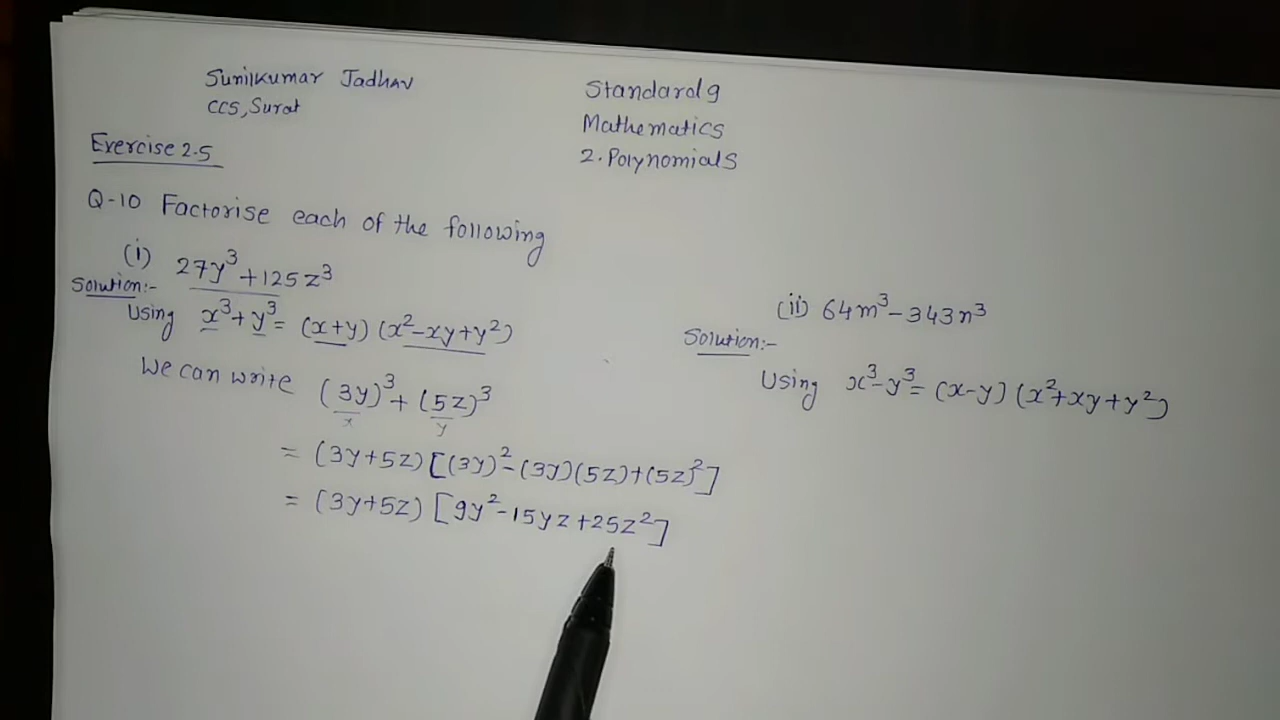 Sunilkumar Jadhav
CCS, Surat
Standard 9
Mathematics
2. Polynomials
Exercise 2.5
Q-10 Factorise each of the following
(i) 27y³+125z³
Solution:-
Using x³+y³= (x+y) (x²-xy+y²)
We can write (3y)³+(5z)³
x y
= (3y+5z)[(3y)²-(3y)(5z)+(5z)²]
= (3y+5z) [9y²-15yz+25z²]
(ii) 64m³-343n³
Solution:-
Using x³-y³= (x-y) (x²+xy+y²)